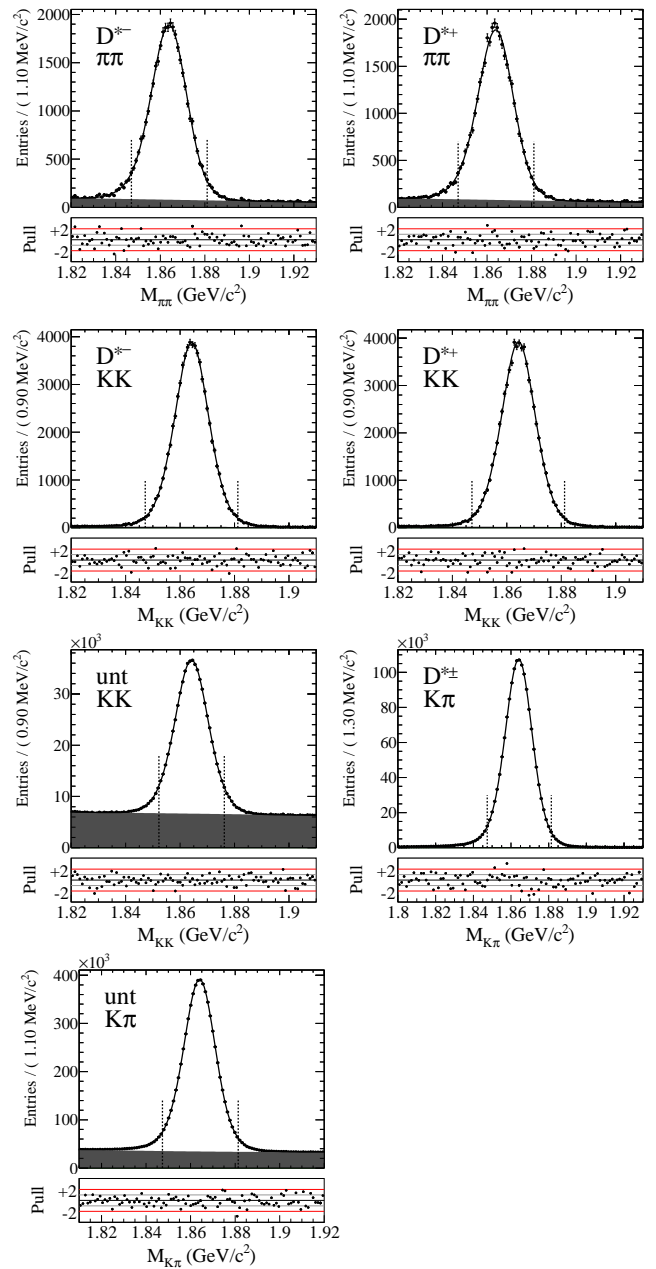 D*−
ππ
Entries / ( 1.10 MeV/c²)
2000
1500
1000
500
0
Pull
+2
-2
1.82 1.84 1.86 1.88 1.9 1.92
Mππ (GeV/c²)
D*+
ππ
Entries / ( 1.10 MeV/c²)
2000
1500
1000
500
0
Pull
+2
-2
1.82 1.84 1.86 1.88 1.9 1.92
Mππ (GeV/c²)
D*−
KK
Entries / ( 0.90 MeV/c²)
4000
3000
2000
1000
0
Pull
+2
-2
1.82 1.84 1.86 1.88 1.9
M_KK (GeV/c²)
D*+
KK
Entries / ( 0.90 MeV/c²)
4000
3000
2000
1000
0
Pull
+2
-2
1.82 1.84 1.86 1.88 1.9
M_KK (GeV/c²)
×10³
unt
KK
Entries / ( 0.90 MeV/c²)
30
20
10
0
Pull
+2
-2
1.82 1.84 1.86 1.88 1.9
M_KK (GeV/c²)
×10³
D*±
Kπ
Entries / ( 1.30 MeV/c²)
100
80
60
40
20
0
Pull
+2
-2
1.8 1.82 1.84 1.86 1.88 1.9 1.92
M_Kπ (GeV/c²)
×10³
unt
Kπ
Entries / ( 1.10 MeV/c²)
400
300
200
100
0
Pull
+2
-2
1.82 1.84 1.86 1.88 1.90 1.92
M_Kπ (GeV/c²)